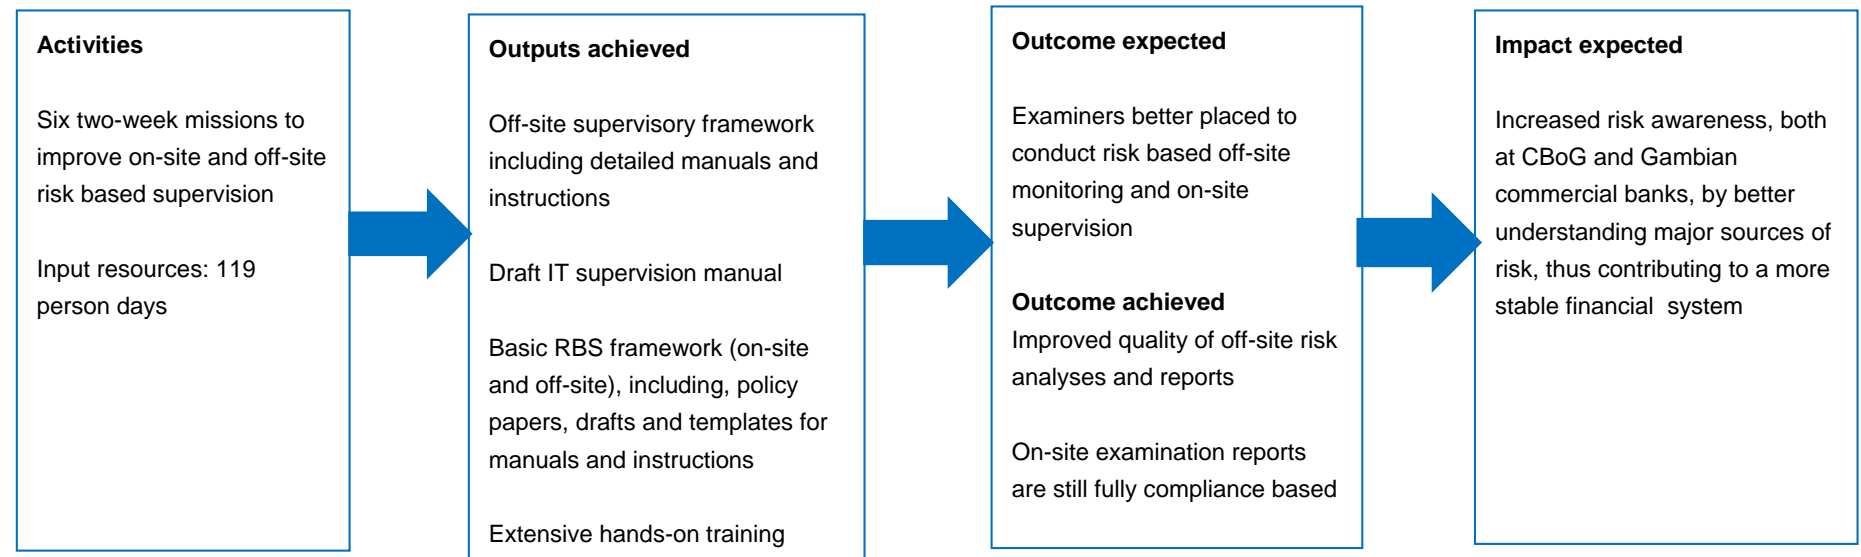 Activities
Six two-week missions to
improve on-site and off-site
risk based supervision
Input resources: 119
person days
Outputs achieved
Off-site supervisory framework
including detailed manuals and
instructions
Draft IT supervision manual
Basic RBS framework (on-site
and off-site), including, policy
papers, drafts and templates for
manuals and instructions
Extensive hands-on training
Outcome expected
Examiners better placed to
conduct risk based off-site
monitoring and on-site
supervision
Outcome achieved
Improved quality of off-site risk
analyses and reports
On-site examination reports
are still fully compliance based
Impact expected
Increased risk awareness, both
at CBoG and Gambian
commercial banks, by better
understanding major sources of
risk, thus contributing to a more
stable financial  system